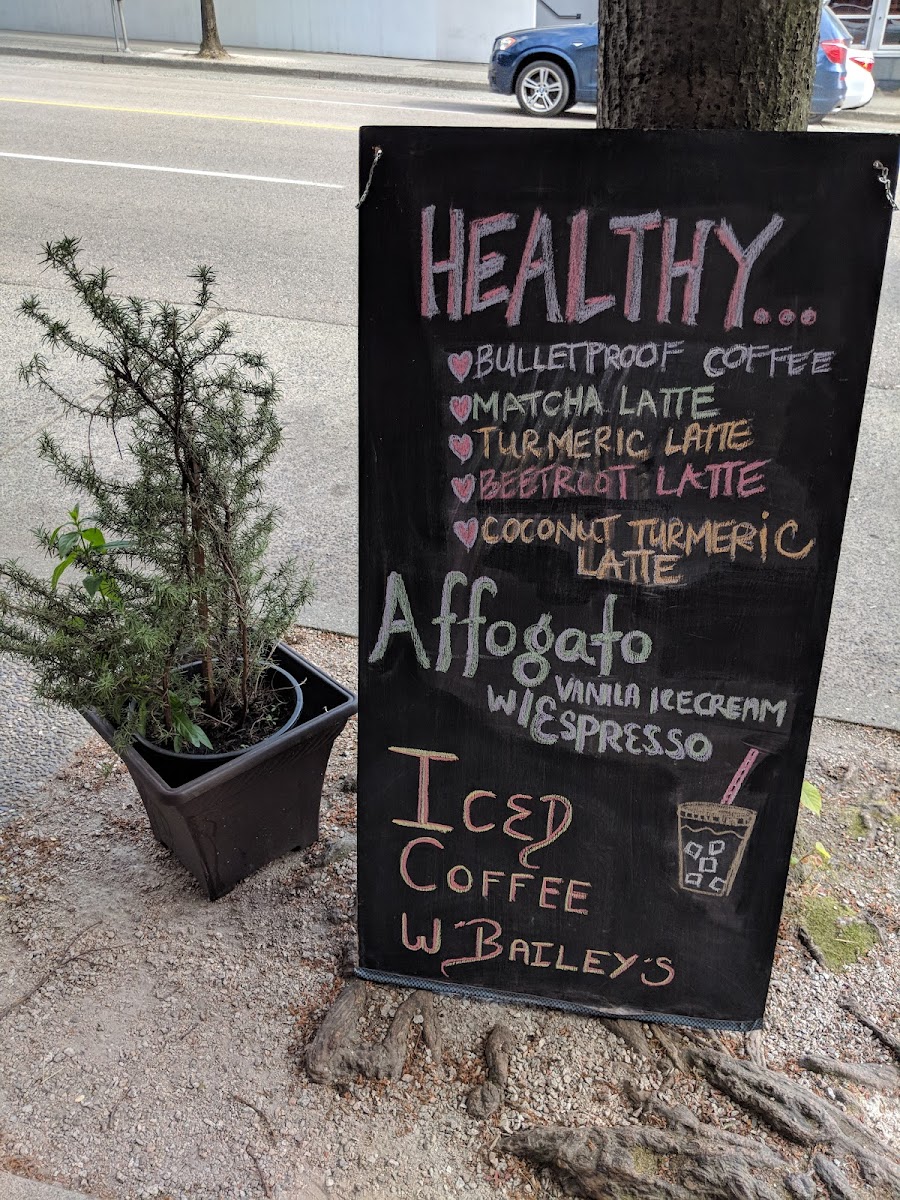 HEALTHY...
BULLETPROOF COFFEE
MATCHA LATTE
TURMERIC LATTE
BEETROOT LATTE
COCONUT TURMERiC
LATTE
Affogato
VANILA ICECREAM
W/ESPRESSO
ICED
COFFEE
W BAILEY'S